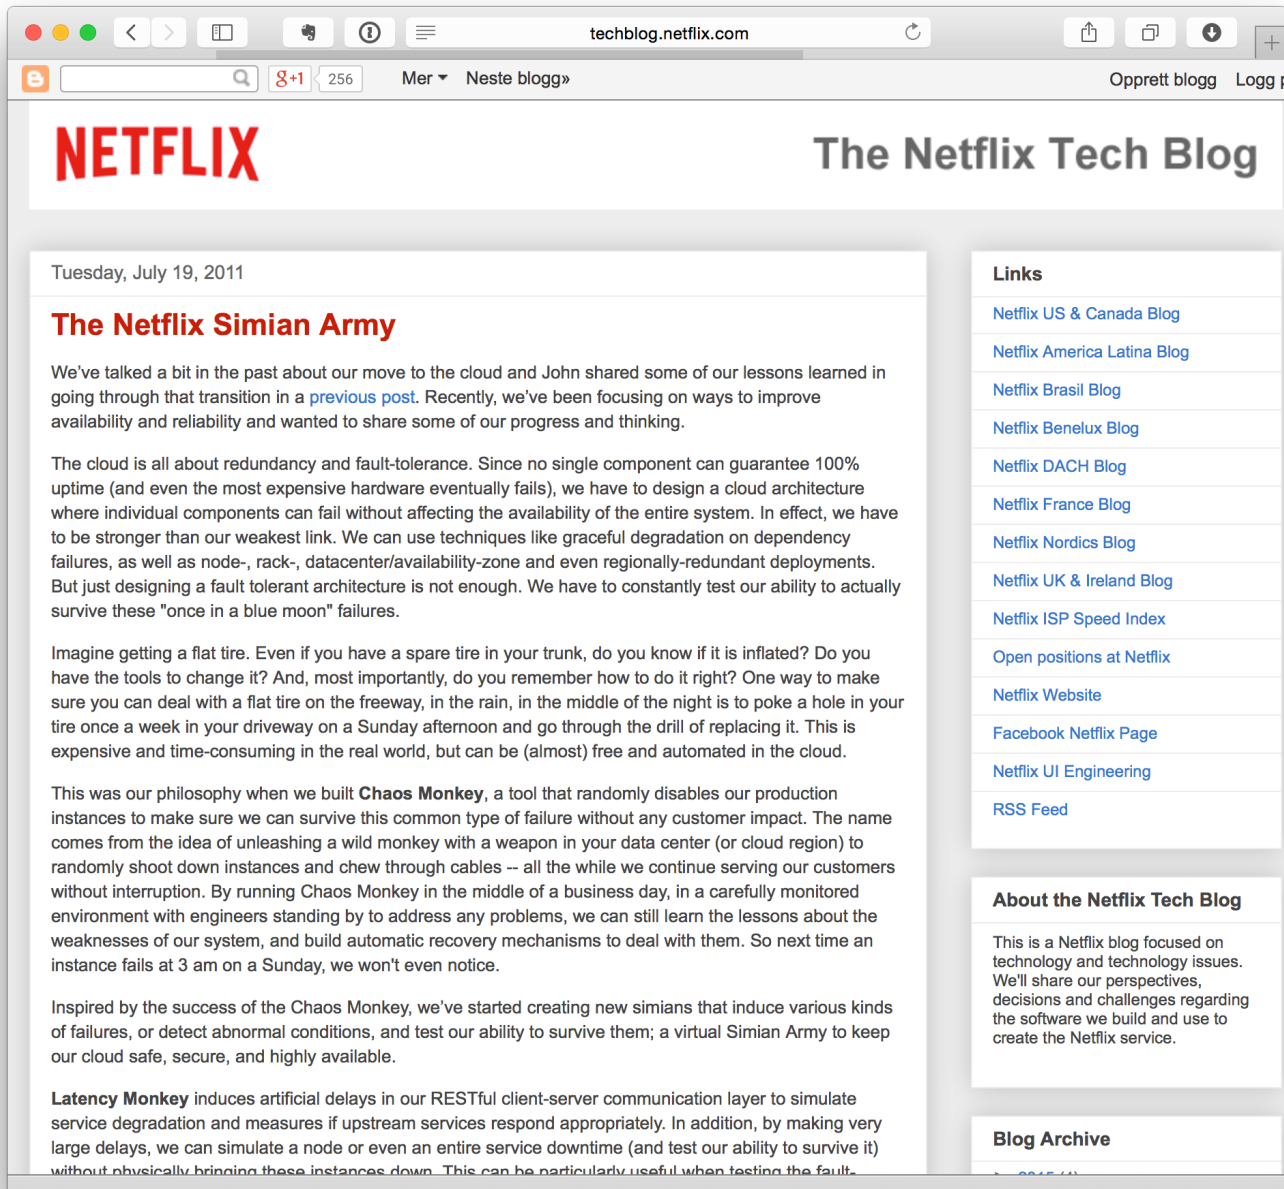 techblog.netflix.com
g+1 256 Mer Neste blogg» Opprett blogg Logg
NETFLIX
The Netflix Tech Blog
Tuesday, July 19, 2011
The Netflix Simian Army
We've talked a bit in the past about our move to the cloud and John shared some of our lessons learned in
going through that transition in a previous post. Recently, we've been focusing on ways to improve
availability and reliability and wanted to share some of our progress and thinking.
The cloud is all about redundancy and fault-tolerance. Since no single component can guarantee 100%
uptime (and even the most expensive hardware eventually fails), we have to design a cloud architecture
where individual components can fail without affecting the availability of the entire system. In effect, we have
to be stronger than our weakest link. We can use techniques like graceful degradation on dependency
failures, as well as node-, rack-, datacenter/availability-zone and even regionally-redundant deployments.
But just designing a fault tolerant architecture is not enough. We have to constantly test our ability to actually
survive these "once in a blue moon" failures.
Imagine getting a flat tire. Even if you have a spare tire in your trunk, do you know if it is inflated? Do you
have the tools to change it? And, most importantly, do you remember how to do it right? One way to make
sure you can deal with a flat tire on the freeway, in the rain, in the middle of the night is to poke a hole in your
tire once a week in your driveway on a Sunday afternoon and go through the drill of replacing it. This is
expensive and time-consuming in the real world, but can be (almost) free and automated in the cloud.
This was our philosophy when we built Chaos Monkey, a tool that randomly disables our production
instances to make sure we can survive this common type of failure without any customer impact. The name
comes from the idea of unleashing a wild monkey with a weapon in your data center (or cloud region) to
randomly shoot down instances and chew through cables -- all the while we continue serving our customers
without interruption. By running Chaos Monkey in the middle of a business day, in a carefully monitored
environment with engineers standing by to address any problems, we can still learn the lessons about the
weaknesses of our system, and build automatic recovery mechanisms to deal with them. So next time an
instance fails at 3 am on a Sunday, we won't even notice.
Inspired by the success of the Chaos Monkey, we've started creating new simians that induce various kinds
of failures, or detect abnormal conditions, and test our ability to survive them; a virtual Simian Army to keep
our cloud safe, secure, and highly available.
Latency Monkey induces artificial delays in our RESTful client-server communication layer to simulate
service degradation and measures if upstream services respond appropriately. In addition, by making very
large delays, we can simulate a node or even an entire service downtime (and test our ability to survive it)
without physically bringing these instances down. This can be particularly useful when testing the fault-
Links
Netflix US & Canada Blog
Netflix America Latina Blog
Netflix Brasil Blog
Netflix Benelux Blog
Netflix DACH Blog
Netflix France Blog
Netflix Nordics Blog
Netflix UK & Ireland Blog
Netflix ISP Speed Index
Open positions at Netflix
Netflix Website
Facebook Netflix Page
Netflix UI Engineering
RSS Feed
About the Netflix Tech Blog
This is a Netflix blog focused on
technology and technology issues.
We'll share our perspectives,
decisions and challenges regarding
the software we build and use to
create the Netflix service.
Blog Archive